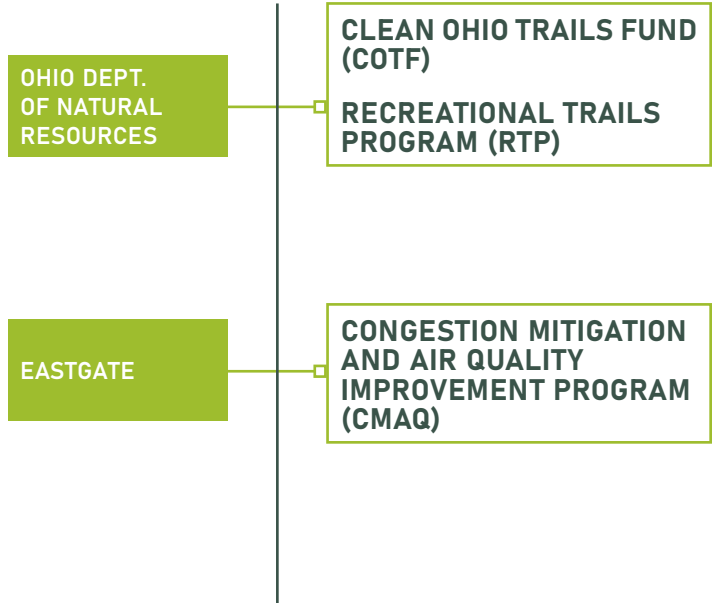 OHIO DEPT.
OF NATURAL
RESOURCES
CLEAN OHIO TRAILS FUND
(COTF)
RECREATIONAL TRAILS
PROGRAM (RTP)
EASTGATE
CONGESTION MITIGATION
AND AIR QUALITY
IMPROVEMENT PROGRAM
(CMAQ)